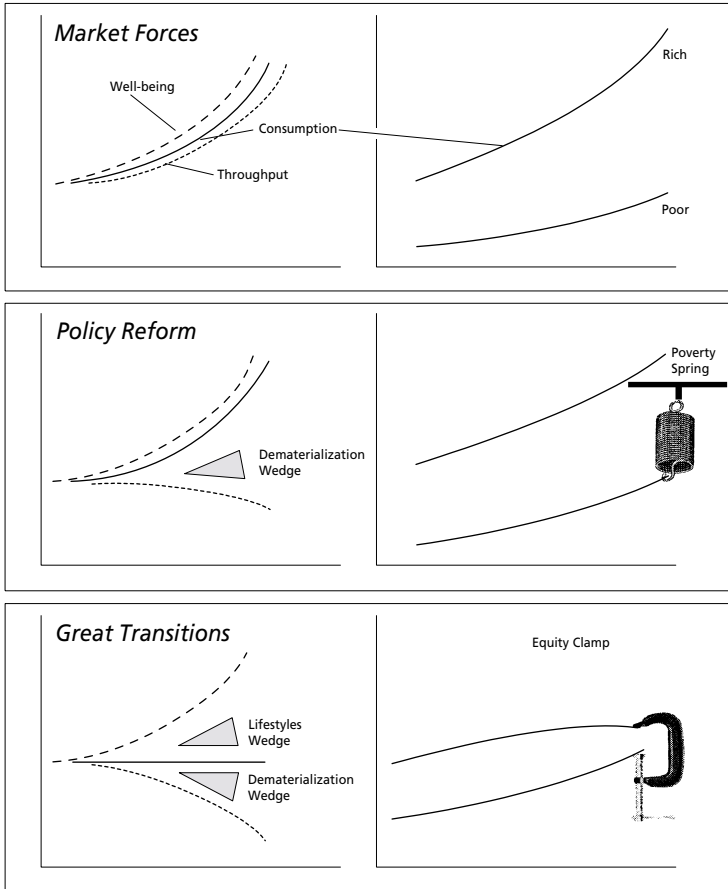 Market Forces
Well-being
Consumption
Throughput
Rich
Poor
Policy Reform
Dematerialization
Wedge
Poverty
Spring
Great Transitions
Lifestyles
Wedge
Dematerialization
Wedge
Equity Clamp